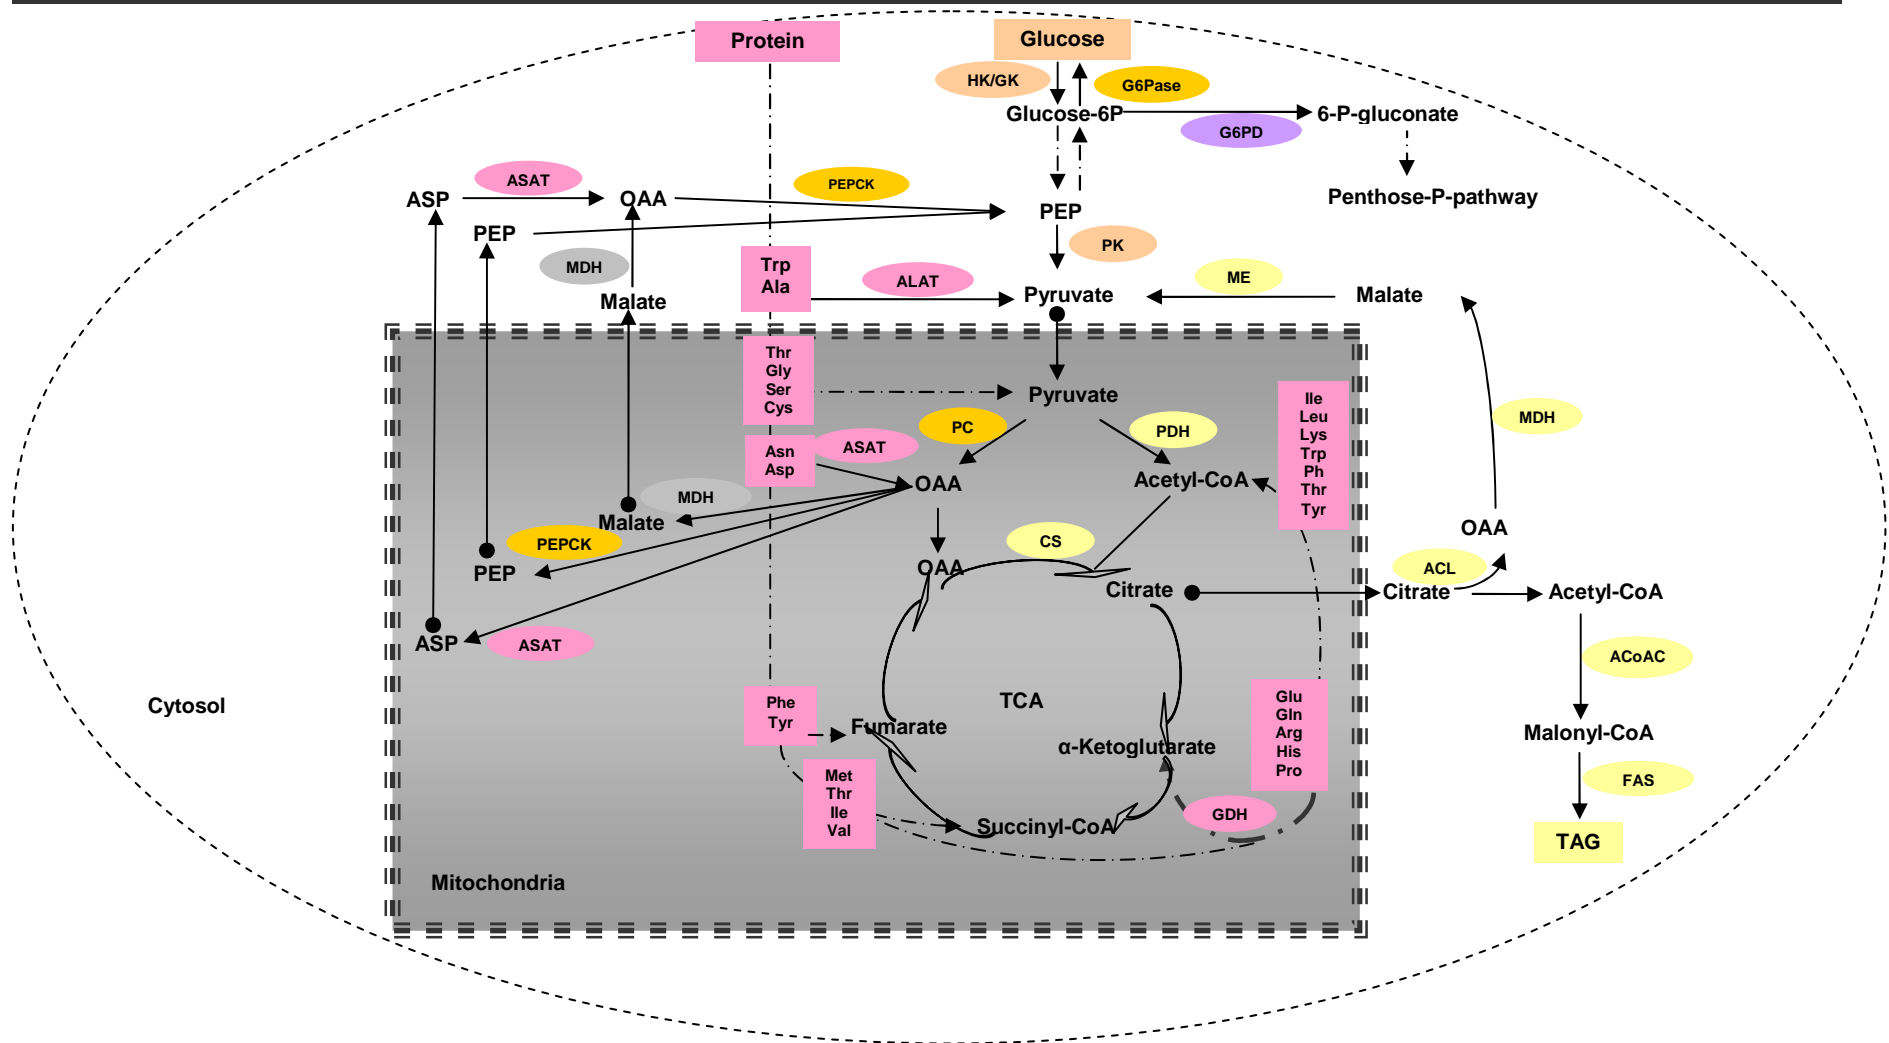 Protein
Glucose
HK/GK
G6Pase
Glucose-6P
6-P-gluconate
G6PD
ASAT
PEPCK
ASP
OAA
Penthose-P-pathway
PEP
PEP
MDH
PK
Trp
Ala
ALAT
ME
Malate
Pyruvate
Malate
Thr
Gly
Ser
Cys
Pyruvate
Ile
Leu
Lys
Trp
Ph
Thr
Tyr
MDH
PC
PDH
Asn
Asp
ASAT
OAA
Acetyl-CoA
MDH
Malate
OAA
PEPCK
CS
PEP
OAA
ACL
Citrate
Citrate
Acetyl-CoA
ASP
ASAT
ACoAC
Cytosol
Phe
Tyr
TCA
Glu
Gln
Arg
His
Pro
Fumarate
α-Ketoglutarate
Malonyl-CoA
Met
Thr
Ile
Val
FAS
Succinyl-CoA
GDH
TAG
Mitochondria